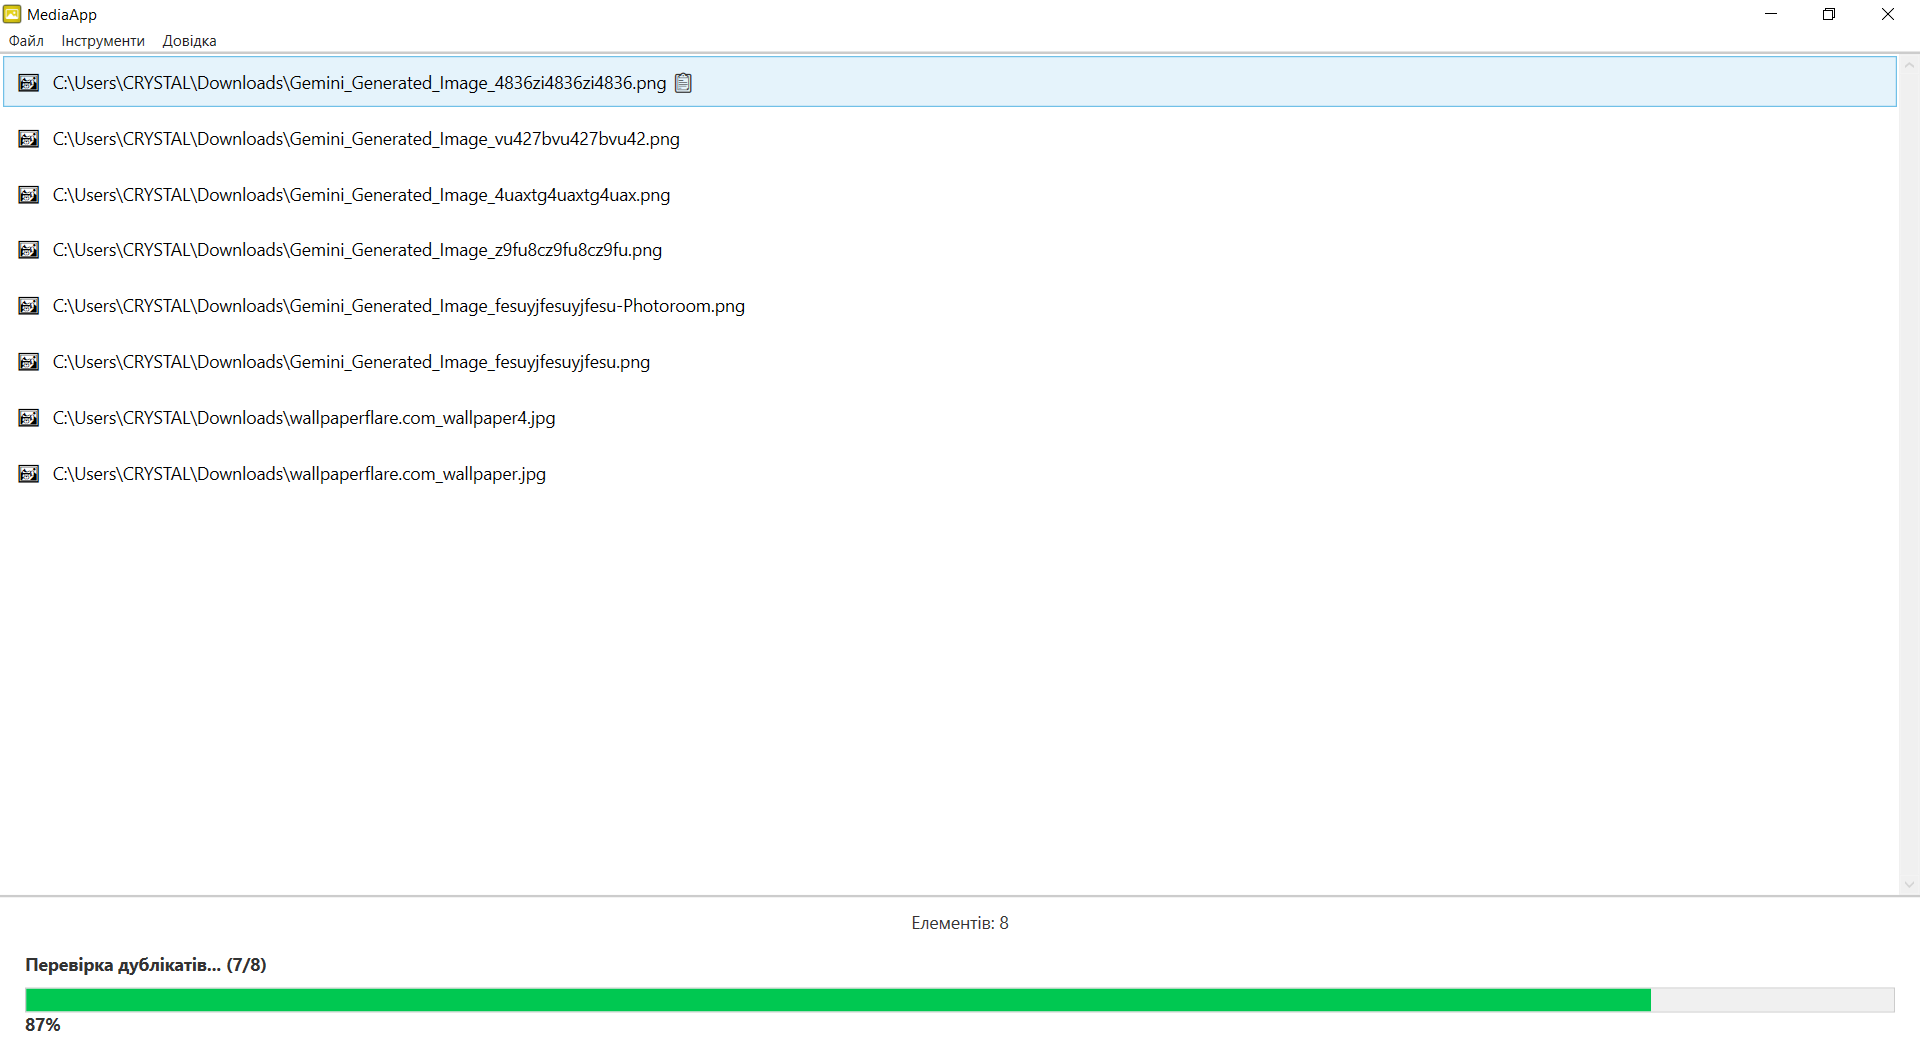 MediaApp
Файл Інструменти Довідка
C:\Users\CRYSTAL\Downloads\Gemini_Generated_Image_4836zi4836zi4836.png
C:\Users\CRYSTAL\Downloads\Gemini_Generated_Image_vu427bvu427bvu42.png
C:\Users\CRYSTAL\Downloads\Gemini_Generated_Image_4uaxtg4uaxtg4uax.png
C:\Users\CRYSTAL\Downloads\Gemini_Generated_Image_z9fu8cz9fu8cz9fu.png
C:\Users\CRYSTAL\Downloads\Gemini_Generated_Image_fesuyjfesuyjfesu-Photoroom.png
C:\Users\CRYSTAL\Downloads\Gemini_Generated_Image_fesuyjfesuyjfesu.png
C:\Users\CRYSTAL\Downloads\wallpaperflare.com_wallpaper4.jpg
C:\Users\CRYSTAL\Downloads\wallpaperflare.com_wallpaper.jpg
Елементів: 8
Перевірка дублікатів... (7/8)
87%